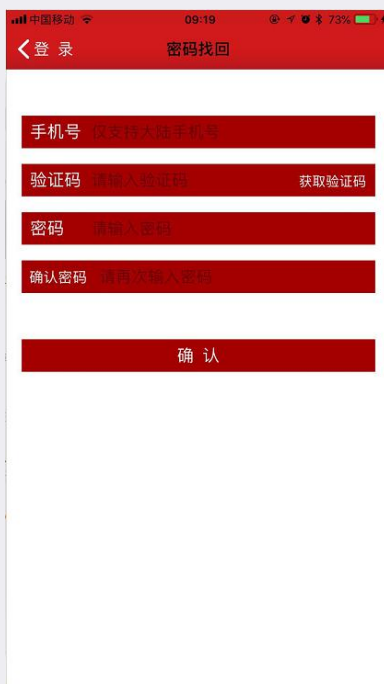 中国移动 09:19 73%
登 录 密码找回
手机号 仅支持大陆手机号
验证码 请输入验证码 获取验证码
密码 请输入密码
确认密码 请再次输入密码
确 认